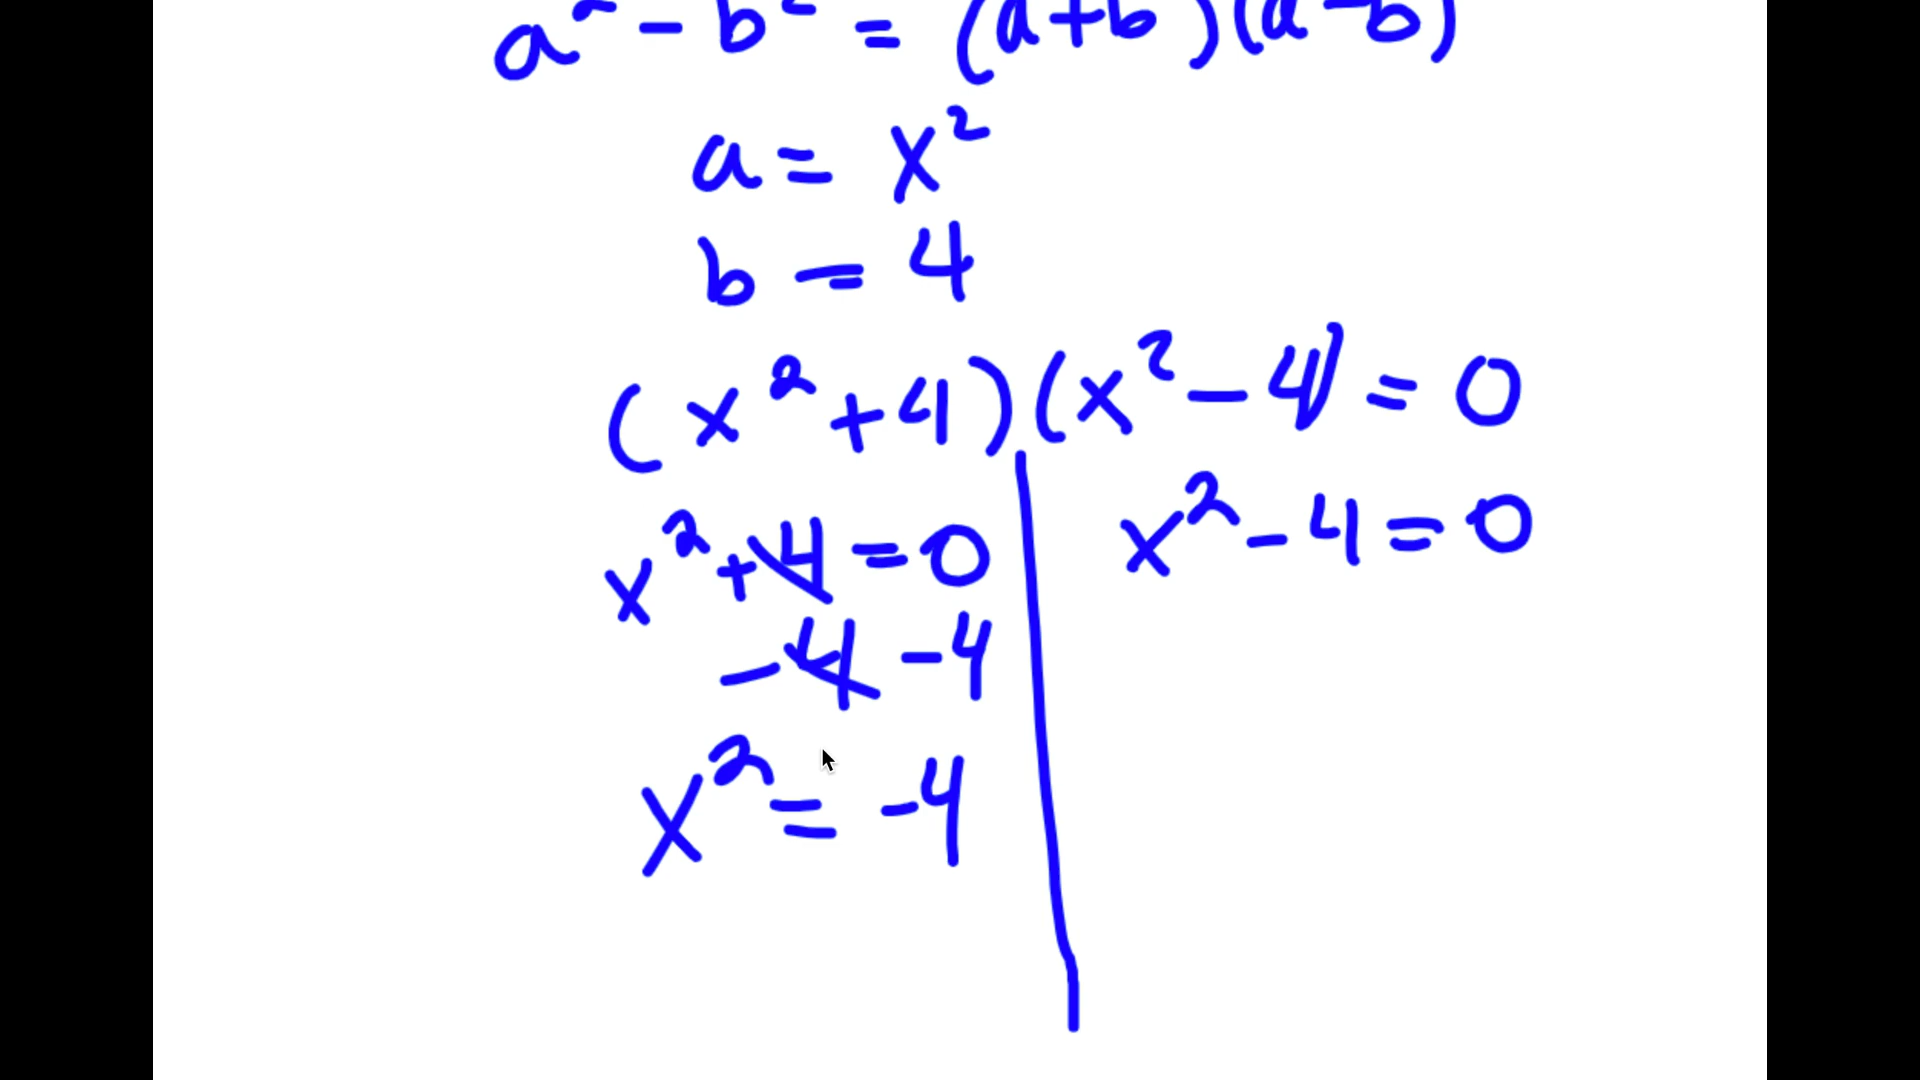 a² - b² = (a+b)(a-b)
a = x²
b = 4
(x²+4)(x²-4) = 0
x²+4=0
x²-4=0
-4 -4
x² = -4